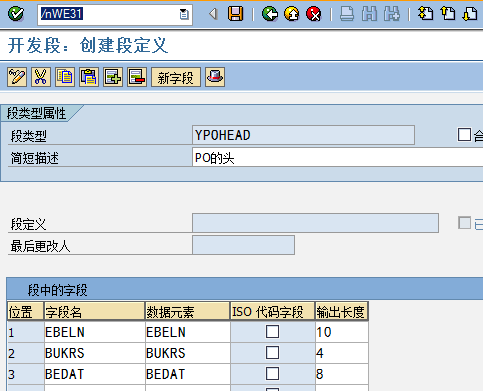 /nWE31
开发段: 创建段定义
新字段
段类型属性
段类型 YPOHEAD 合
简短描述 PO的头
段定义
最后更改人
段中的字段
位置 字段名 数据元素 ISO 代码字段 输出长度
1 EBELN EBELN 10
2 BUKRS BUKRS 4
3 BEDAT BEDAT 8